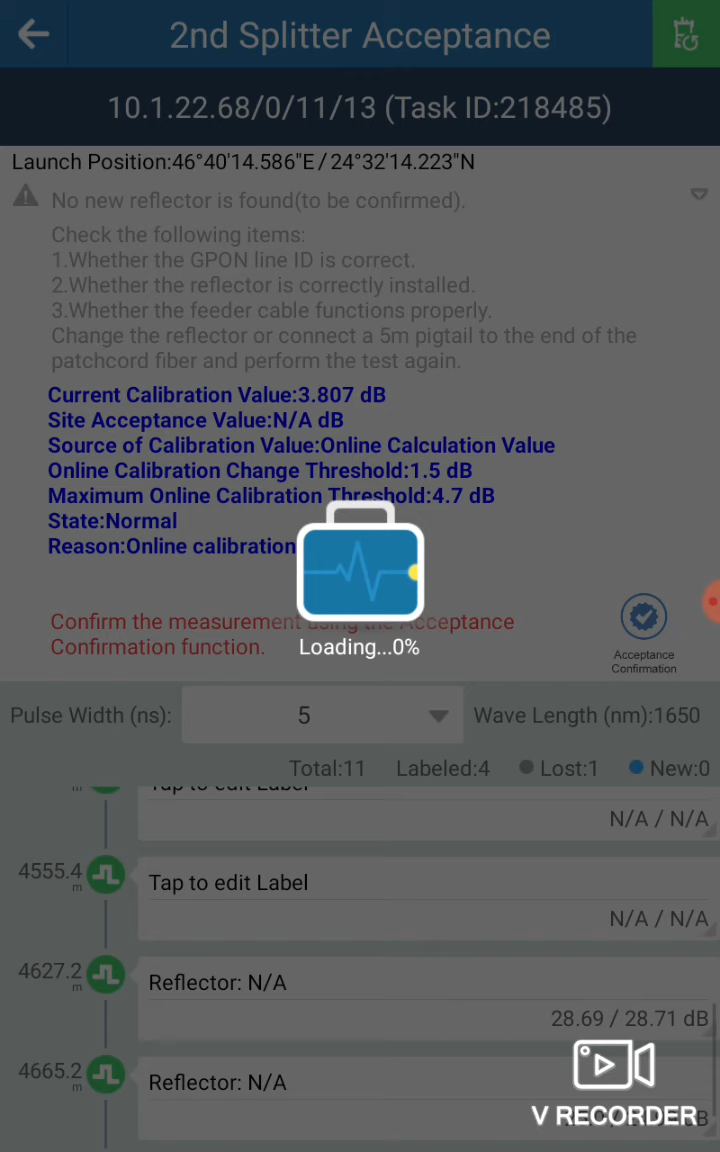 2nd Splitter Acceptance
10.1.22.68/0/11/13 (Task ID:218485)
Launch Position:46°40'14.586"E / 24°32'14.223"N
No new reflector is found(to be confirmed).
Check the following items:
1.Whether the GPON line ID is correct.
2.Whether the reflector is correctly installed.
3.Whether the feeder cable functions properly.
Change the reflector or connect a 5m pigtail to the end of the
patchcord fiber and perform the test again.
Current Calibration Value:3.807 dB
Site Acceptance Value:N/A dB
Source of Calibration Value:Online Calculation Value
Online Calibration Change Threshold:1.5 dB
Maximum Online Calibration Threshold:4.7 dB
State:Normal
Reason:Online calibration
Confirm the measurement using the Acceptance
Confirmation function.
Loading...0%
Acceptance
Confirmation
Pulse Width (ns): 5 Wave Length (nm):1650
Total:11 Labeled:4 Lost:1 New:0
m Tap to edit Label
N/A / N/A
4555.4 m Tap to edit Label
N/A / N/A
4627.2 m Reflector: N/A
28.69 / 28.71 dB
4665.2 m Reflector: N/A
V RECORDER